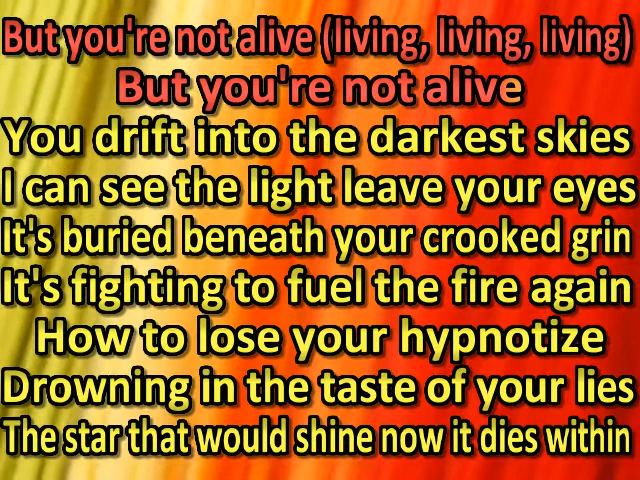 But you're not alive (living, living, living)
But you're not alive
You drift into the darkest skies
I can see the light leave your eyes
It's buried beneath your crooked grin
It's fighting to fuel the fire again
How to lose your hypnotize
Drowning in the taste of your lies
The star that would shine now it dies within